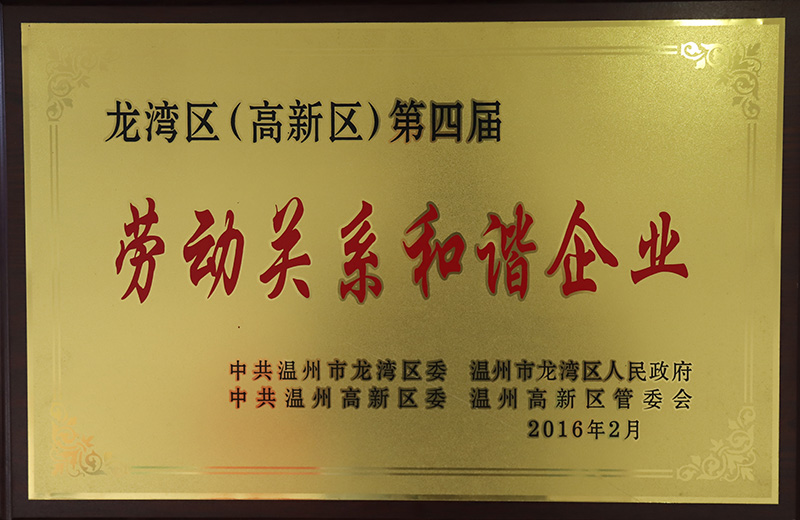 龙湾区(高新区)第四届
劳动关系和谐企业
中共温州市龙湾区委 温州市龙湾区人民政府
中共温州高新区委 温州高新区管委会
2016年2月